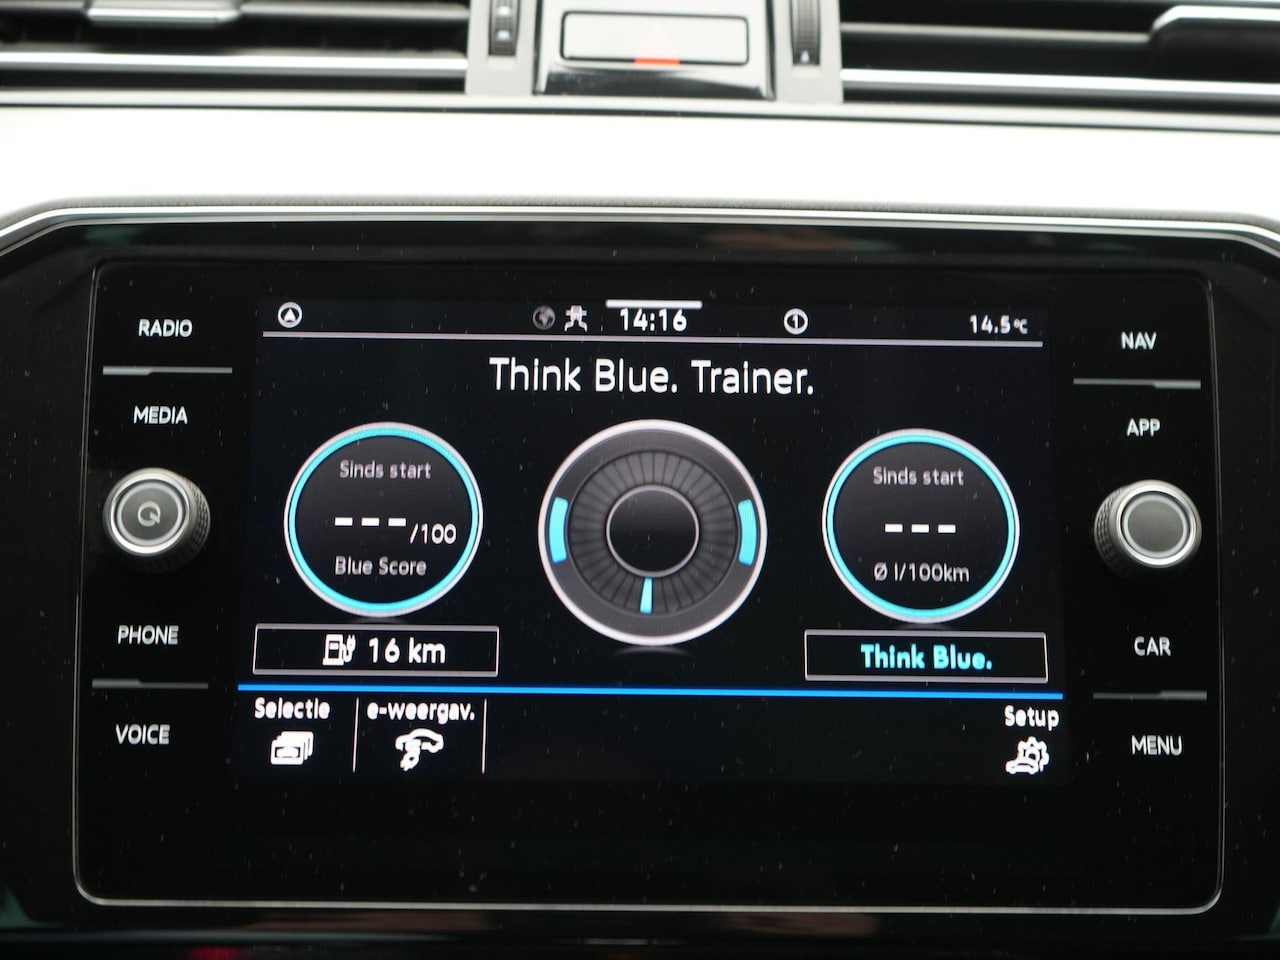 RADIO
MEDIA
PHONE
VOICE
14:16
1
14.5°C
Think Blue. Trainer.
Sinds start
---/100
Blue Score
Sinds start
---
Ø l/100km
16 km
Think Blue.
Selectie
e-weergav.
Setup
NAV
APP
CAR
MENU